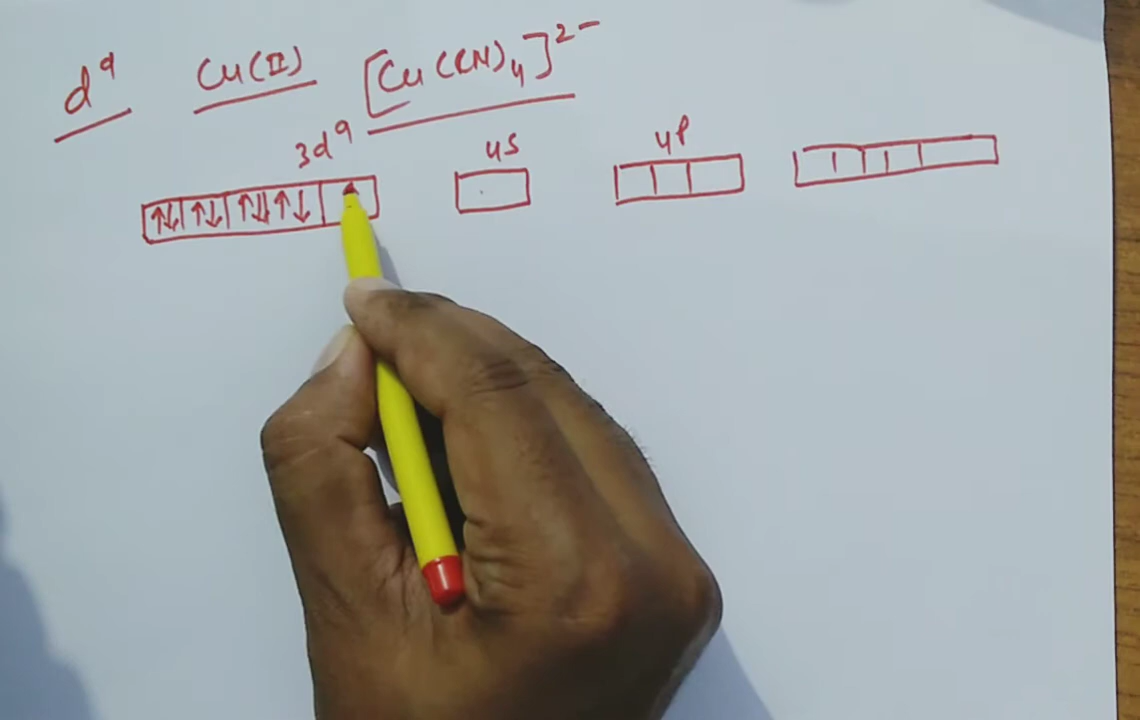 d⁹ Cu(II) [Cu(CN)₄]²⁻
3d⁹ 4s 4p
↑↓ ↑↓ ↑↓ ↑↓